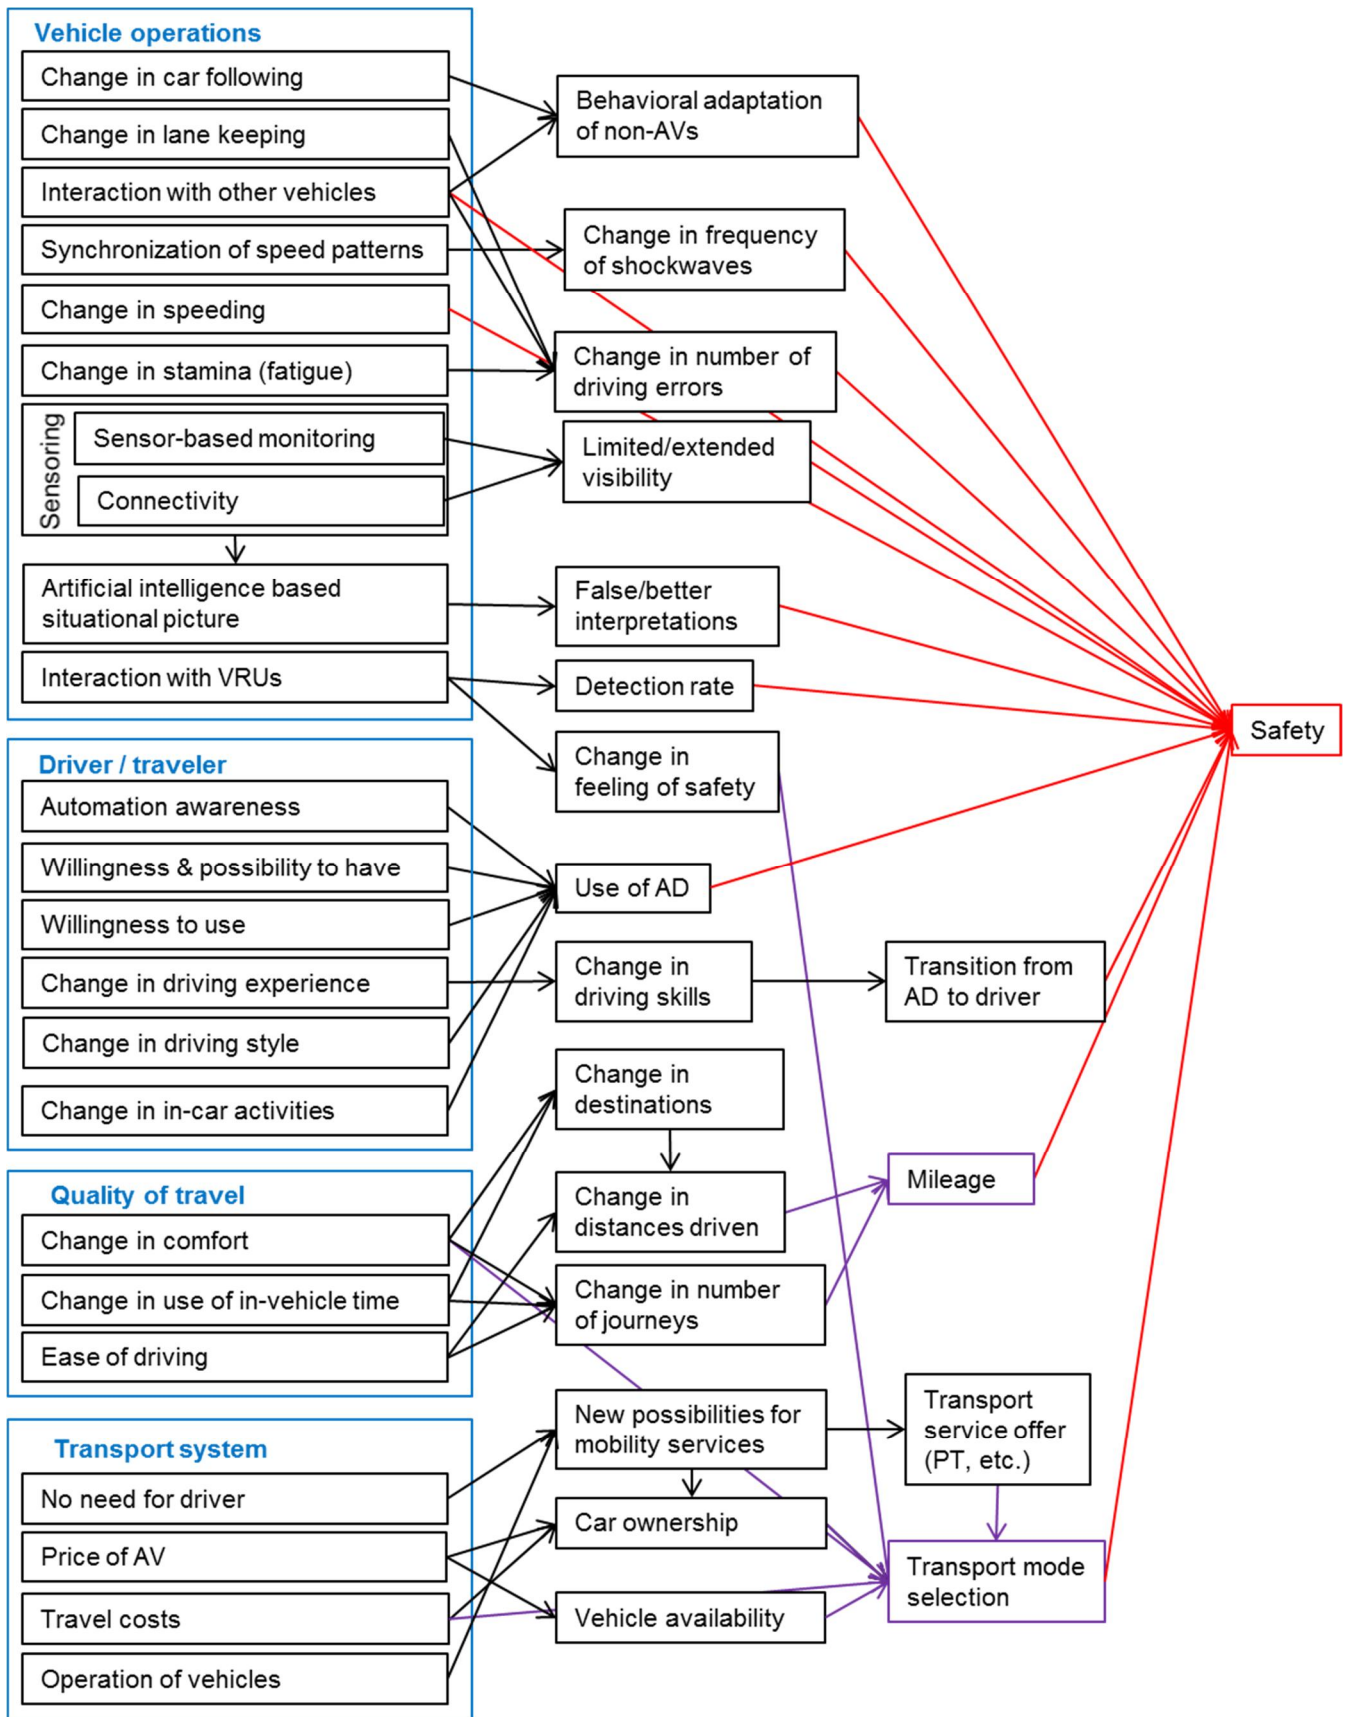 Vehicle operations
Change in car following
Change in lane keeping
Interaction with other vehicles
Synchronization of speed patterns
Change in speeding
Change in stamina (fatigue)
Sensoring
Sensor-based monitoring
Connectivity
Artificial intelligence based
situational picture
Interaction with VRUs
Behavioral adaptation
of non-AVs
Change in frequency
of shockwaves
Change in number of
driving errors
Limited/extended
visibility
False/better
interpretations
Detection rate
Change in
feeling of safety
Safety
Driver / traveler
Automation awareness
Willingness & possibility to have
Willingness to use
Change in driving experience
Change in driving style
Change in in-car activities
Use of AD
Change in
driving skills
Transition from
AD to driver
Change in
destinations
Quality of travel
Change in comfort
Change in use of in-vehicle time
Ease of driving
Change in
distances driven
Change in number
of journeys
Mileage
Transport system
No need for driver
Price of AV
Travel costs
Operation of vehicles
New possibilities for
mobility services
Car ownership
Vehicle availability
Transport
service offer
(PT, etc.)
Transport mode
selection